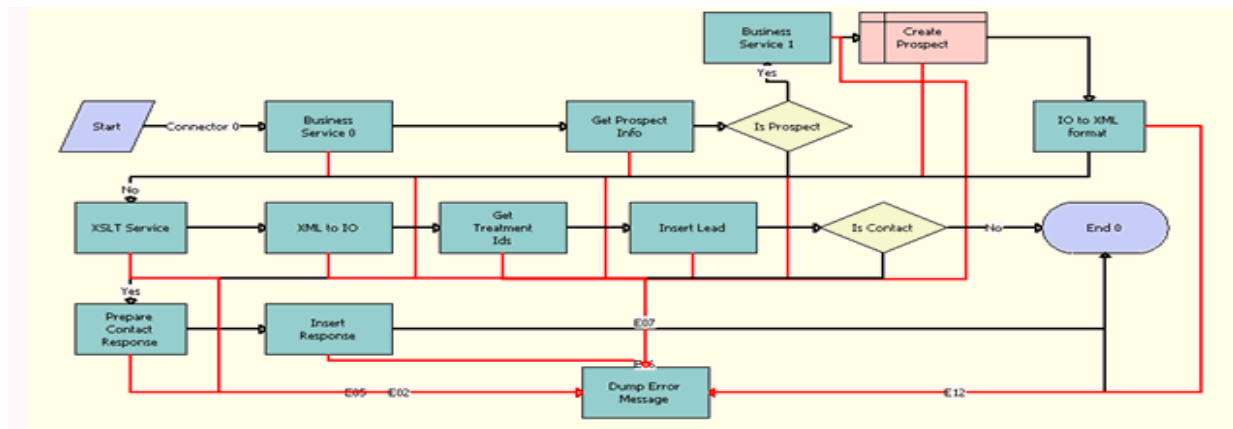 Business
Service 1
Create
Prospect
Yes
Start
Connector 0
Business
Service 0
Get Prospect
Info
Is Prospect
IO to XML
format
No
XSLT Service
XML to IO
Get
Treatment
Ids
Insert Lead
Is Contact
No
End 0
Yes
Prepare
Contact
Response
Insert
Response
E07
Dump Error
Message
E05
E02
E12